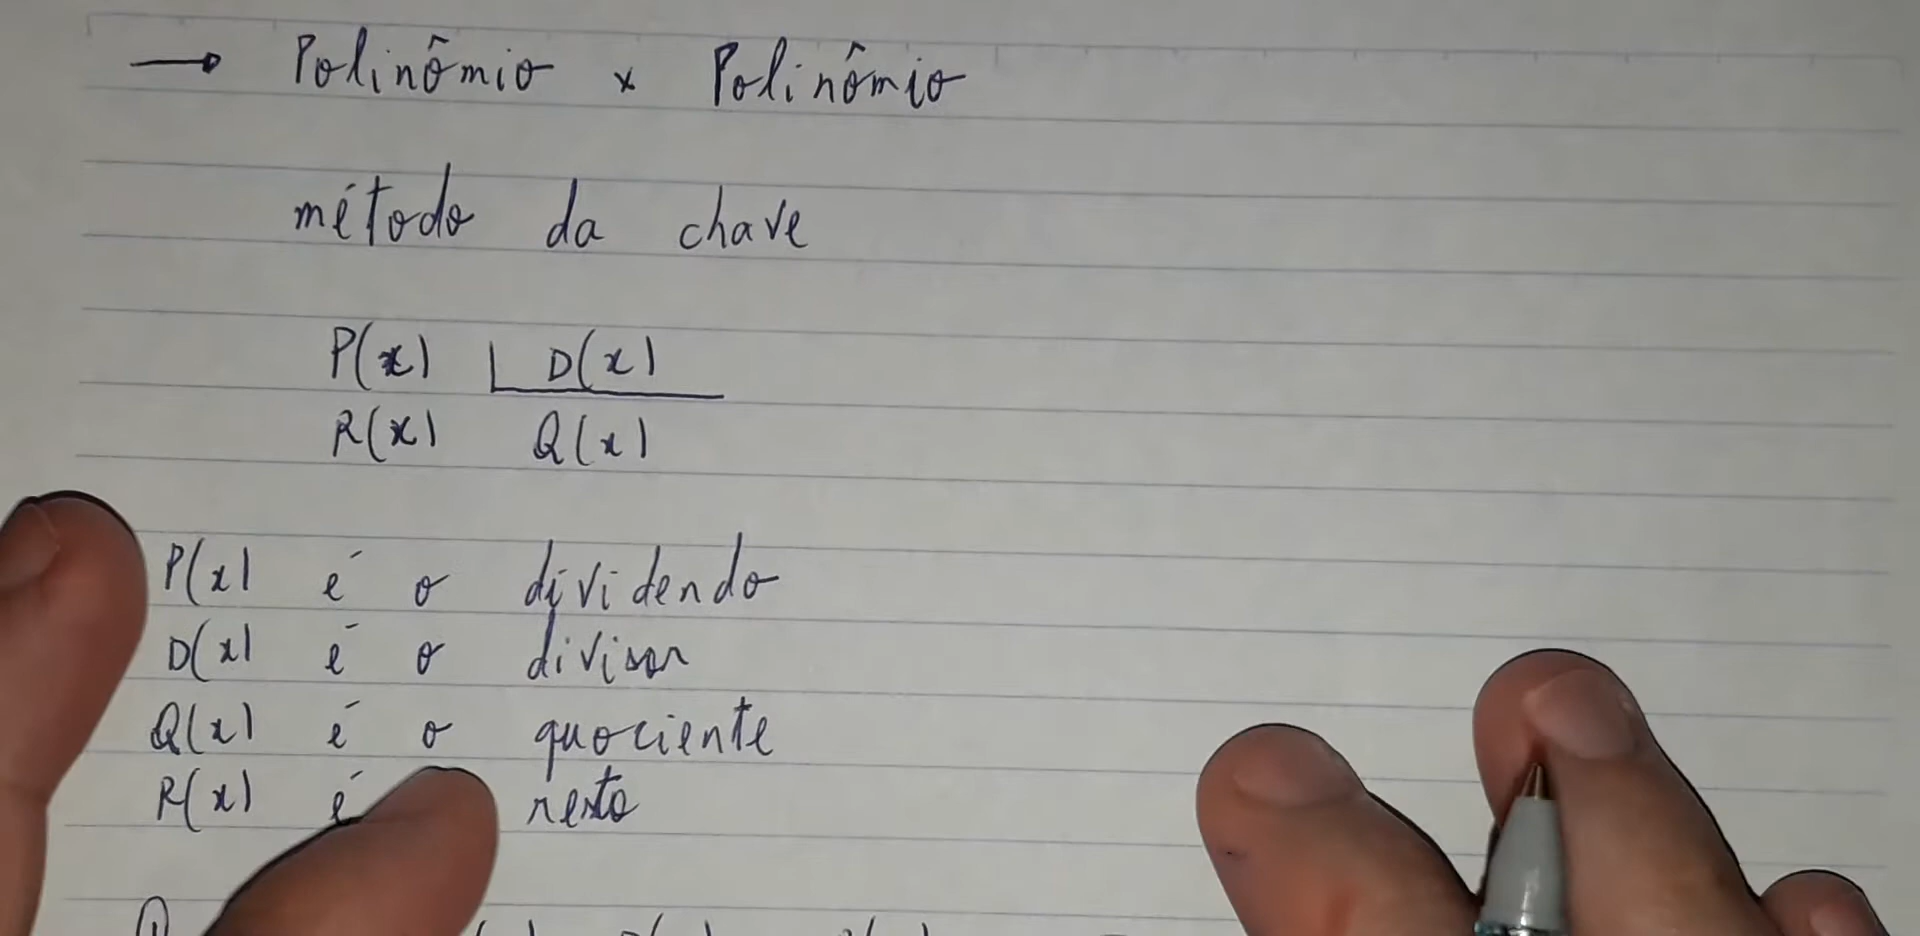 → Polinômio x Polinômio
método da chave
P(x) | D(x)
R(x) Q(x)
P(x) é o dividendo
D(x) é o divisor
Q(x) é o quociente
R(x) é resto